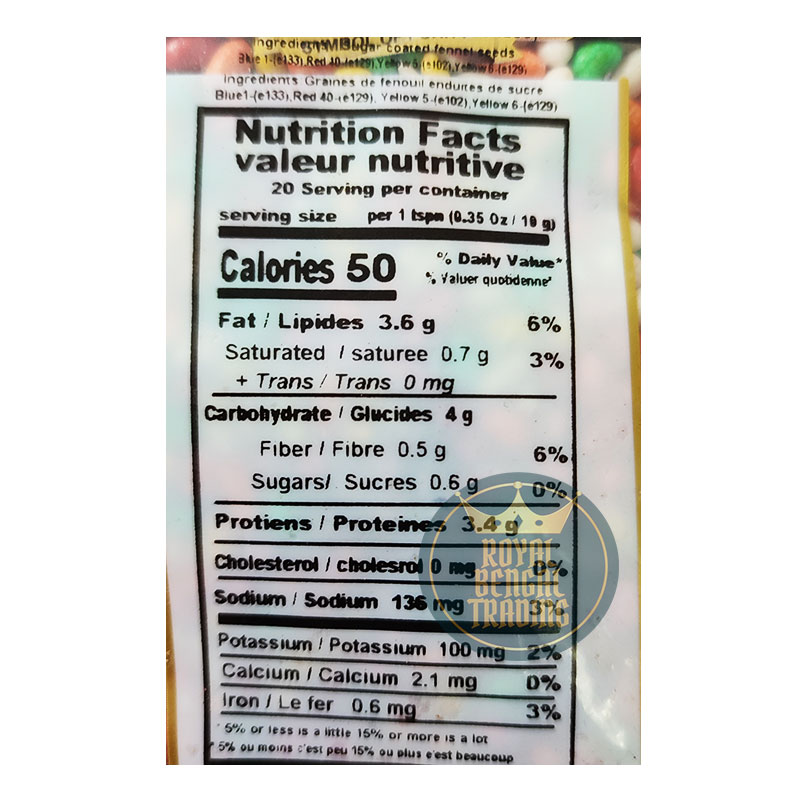 Ingredients Sugar coated fennel seeds
Blue 1-(e133), Red 40-(e129), Yellow 5-(e102), Yellow 6-(e129)
Ingredients Graines de fenouil enduites de sucre
Blue1-(e133), Red 40-(e129), Yellow 5-(e102), Yellow 6-(e129)
Nutrition Facts
valeur nutritive
20 Serving per container
serving size per 1 tspn (0.35 Oz / 10 g)
Calories 50
% Daily Value*
% Valuer quotidenne*
Fat / Lipides 3.6 g 6%
Saturated / saturee 0.7 g 3%
+ Trans / Trans 0 mg
Carbohydrate / Glucides 4 g
Fiber / Fibre 0.5 g 6%
Sugars/ Sucres 0.6 g 0%
Protiens / Proteines 3.4 g
Cholesterol / cholesrol 0 mg 0%
Sodium / Sodium 136 mg 3%
ROYAL
BENGAL
TRADING
Potassium / Potassium 100 mg 2%
Calcium / Calcium 2.1 mg 0%
Iron / Le fer 0.6 mg 3%
* 5% or less is a little 15% or more is a lot
* 5% ou moins c'est peu 15% ou plus c'est beaucoup